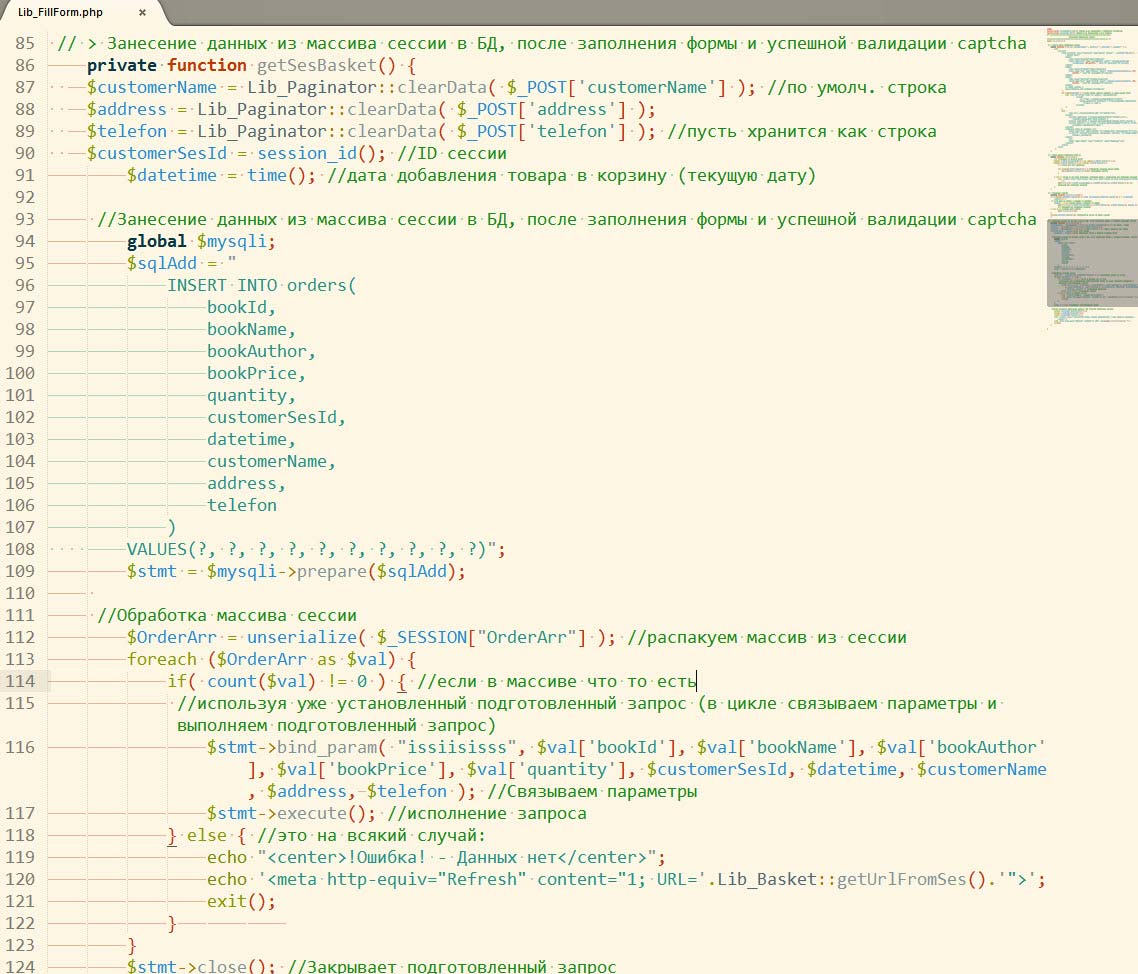 Lib_FillForm.php ×
85 // > Занесение данных из массива сессии в БД, после заполнения формы и успешной валидации captcha
86 private function getSesBasket() {
87 $customerName = Lib_Paginator::clearData( $_POST['customerName'] ); //по умолч. строка
88 $address = Lib_Paginator::clearData( $_POST['address'] );
89 $telefon = Lib_Paginator::clearData( $_POST['telefon'] ); //пусть хранится как строка
90 $customerSesId = session_id(); //ID сессии
91 $datetime = time(); //дата добавления товара в корзину (текущую дату)
92
93 //Занесение данных из массива сессии в БД, после заполнения формы и успешной валидации captcha
94 global $mysqli;
95 $sqlAdd = "
96 INSERT INTO orders(
97 bookId,
98 bookName,
99 bookAuthor,
100 bookPrice,
101 quantity,
102 customerSesId,
103 datetime,
104 customerName,
105 address,
106 telefon
107 )
108 VALUES(?, ?, ?, ?, ?, ?, ?, ?, ?, ?)";
109 $stmt = $mysqli->prepare($sqlAdd);
110
111 //Обработка массива сессии
112 $OrderArr = unserialize( $_SESSION["OrderArr"] ); //распакуем массив из сессии
113 foreach ($OrderArr as $val) {
114 if( count($val) != 0 ) { //если в массиве что то есть
115 //используя уже установленный подготовленный запрос (в цикле связываем параметры и
выполняем подготовленный запрос)
116 $stmt->bind_param( "issiisisss", $val['bookId'], $val['bookName'], $val['bookAuthor'
], $val['bookPrice'], $val['quantity'], $customerSesId, $datetime, $customerName
, $address, $telefon ); //Связываем параметры
117 $stmt->execute(); //исполнение запроса
118 } else { //это на всякий случай:
119 echo "<center>!Ошибка! - Данных нет</center>";
120 echo '<meta http-equiv="Refresh" content="1; URL='.Lib_Basket::getUrlFromSes().'">';
121 exit();
122 }
123 }
124 $stmt->close(); //Закрывает подготовленный запрос